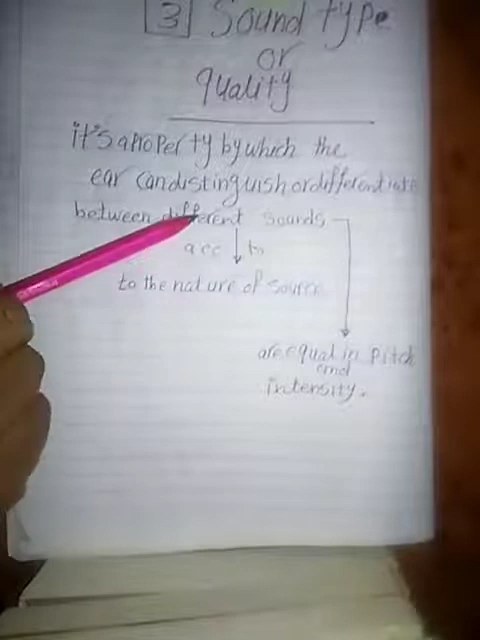 3 Sound type
or
quality
it's a property by which the
ear can distinguish or differentiate
between different sounds
acc to
to the nature of source
are equal in pitch
and
intensity.